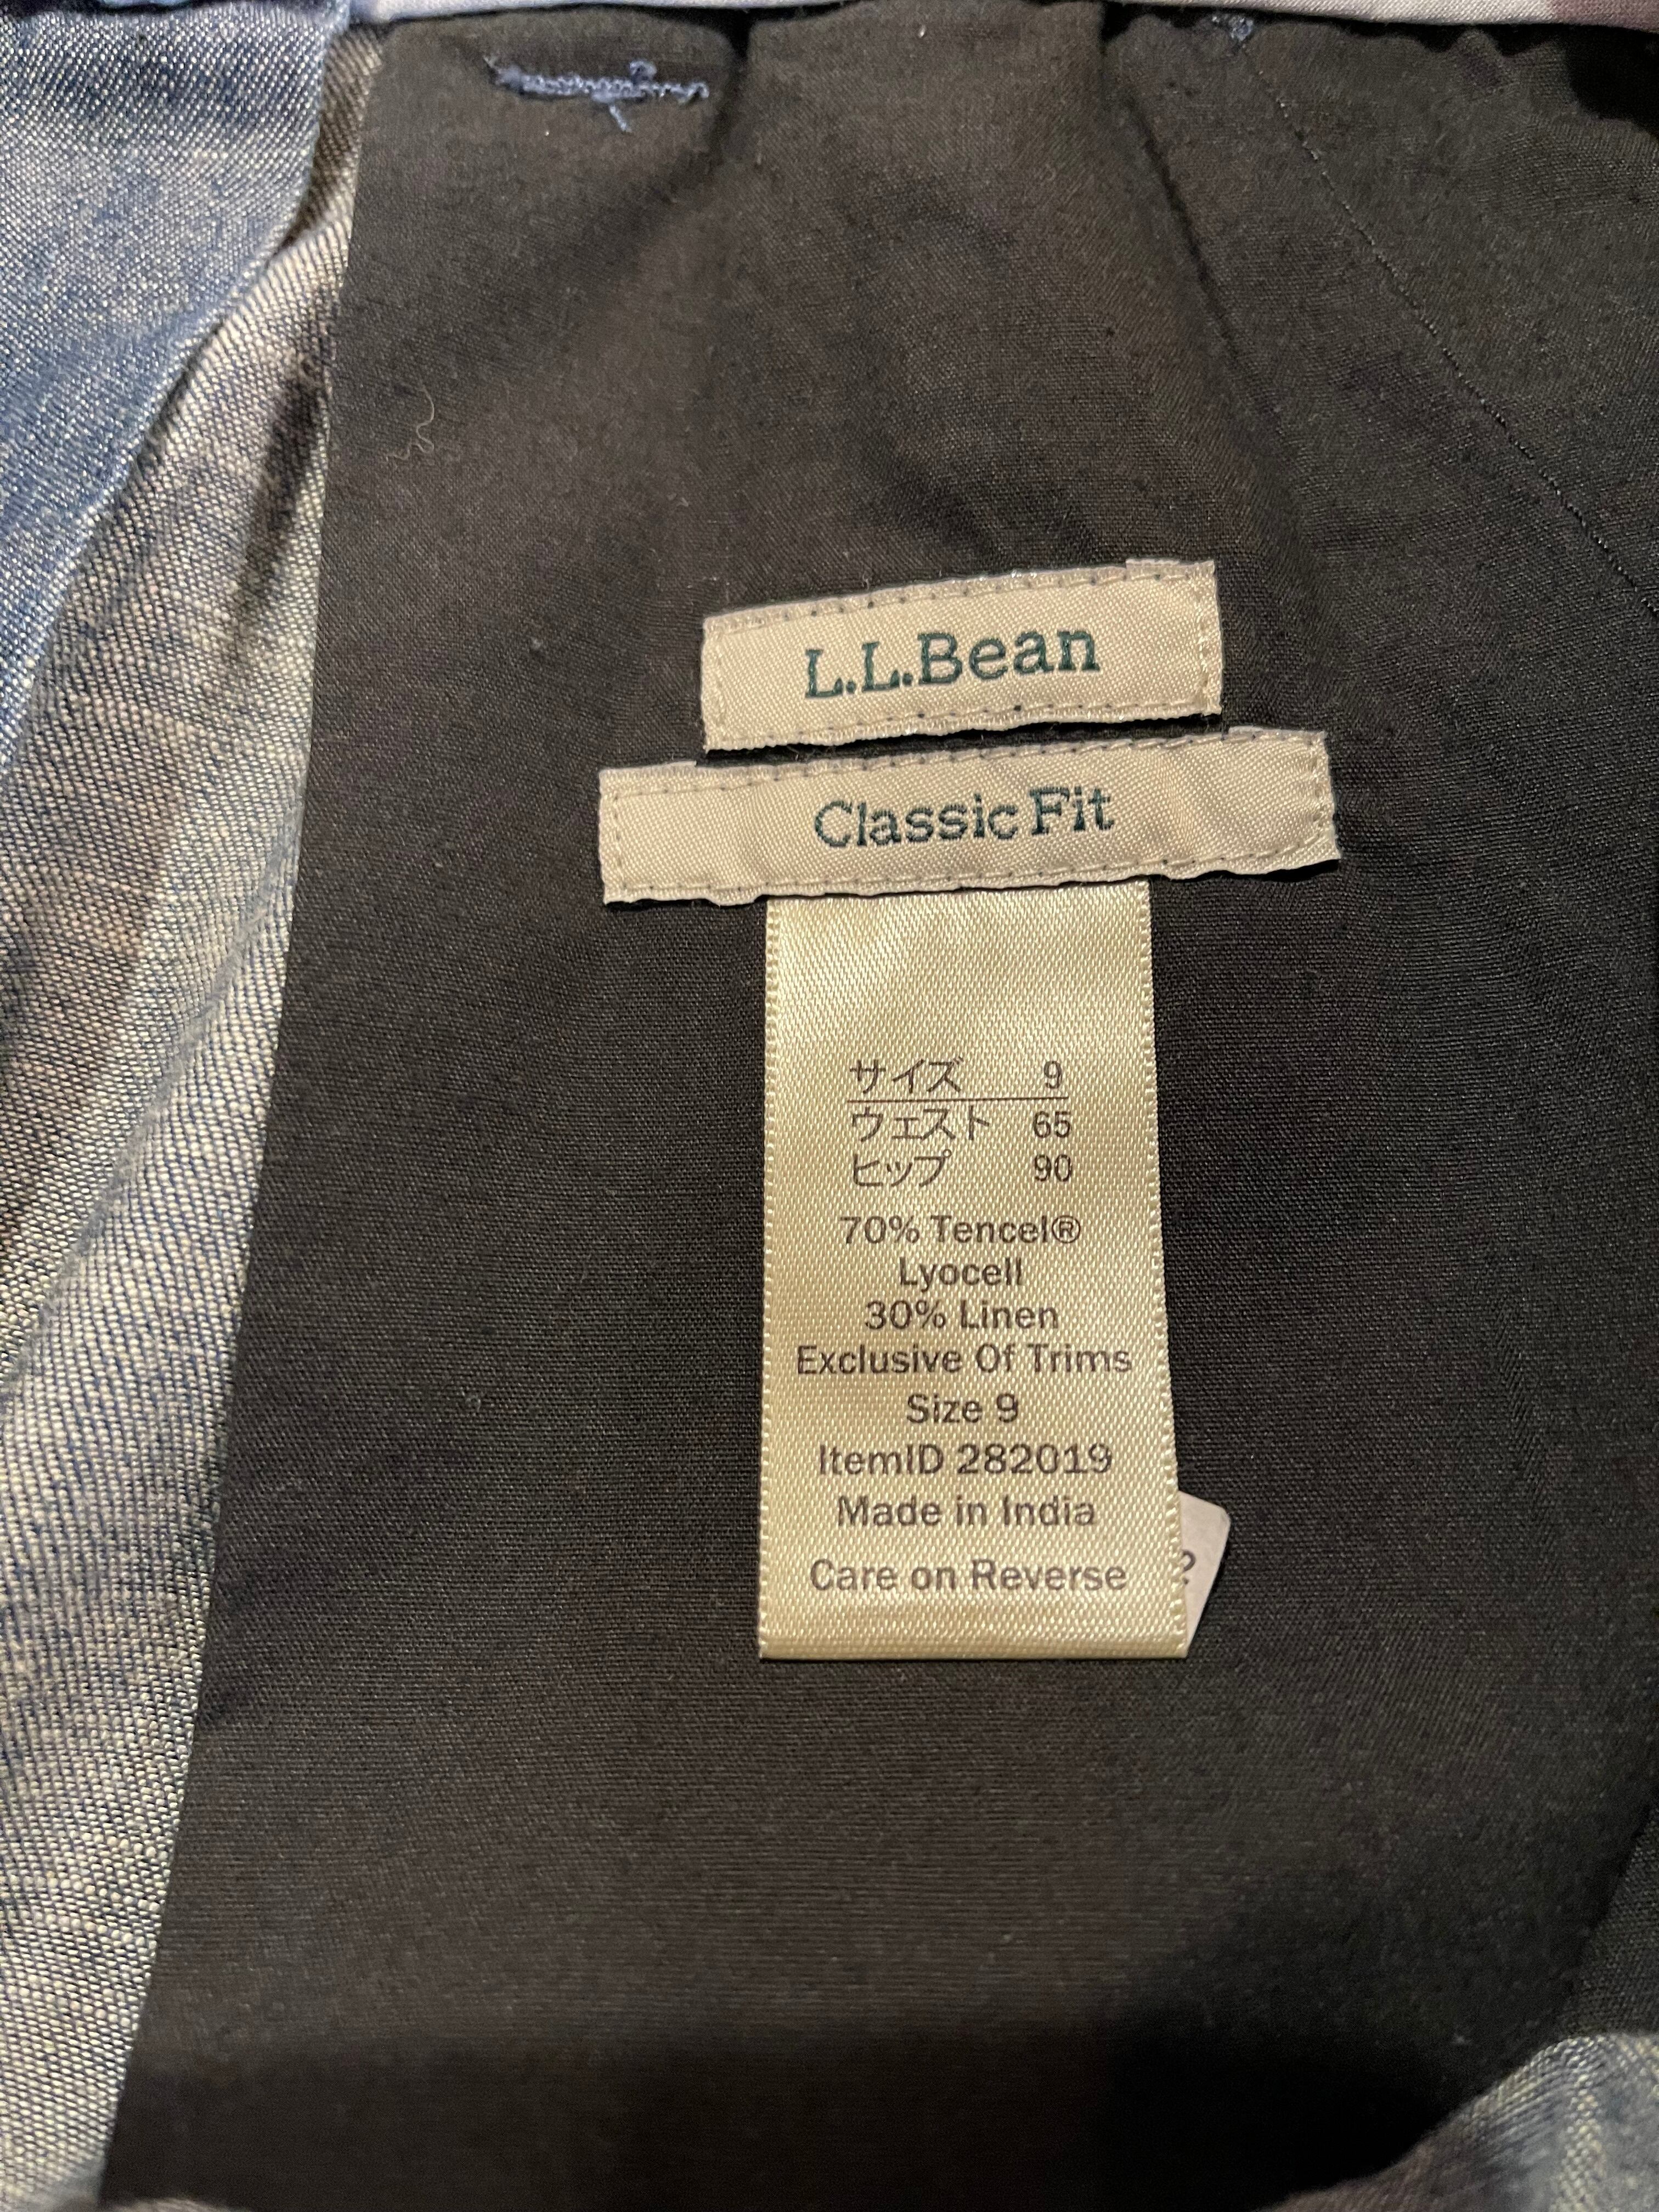 L.L.Bean
Classic Fit
サイズ 9
ウェスト 65
ヒップ 90
70% Tencel®
Lyocell
30% Linen
Exclusive Of Trims
Size 9
ItemID 282019
Made in India
Care on Reverse